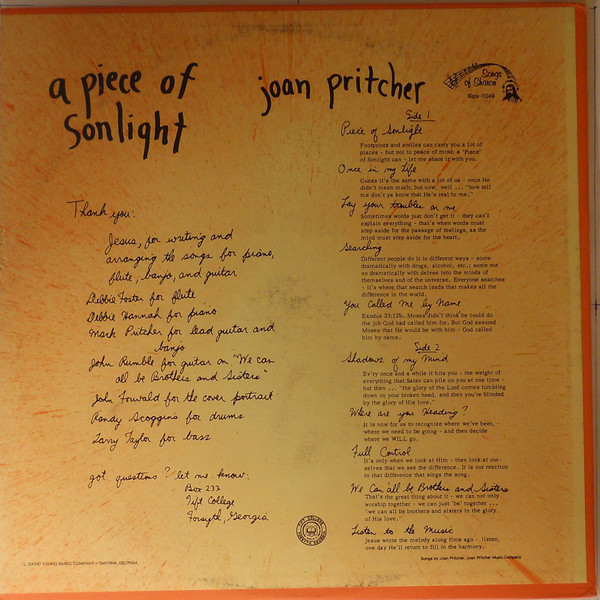 a piece of
sonlight
joan pritcher
Songs
of Sharon
Thank you:
Jesus, for writing and
arranging the songs for piano,
flute, banjo, and guitar
Debbie Foster for flute
Debbie Hannah for piano
Mark Pritcher for lead guitar and
banjo
John Rumble for guitar on "We can
all be Brothers and Sisters"
John Forwald for the cover portrait
Randy Scoggins for drums
Larry Taylor for bass
got questions? let me know:
Box 232
Tift College
Forsyth, Georgia
Side 1
Piece of Sonlight
Footprints and smiles can carry you a lot of
places - but not to peace of mind; a "Piece"
of Sonlight can - let me share it with you.
Once in my Life
Guess it's the same with a lot of us - once He
didn't mean much; but now, well ... "now tell
me don't ya know that He's real to me."
Lay your troubles on me
Sometimes words just don't get it - they can't
explain everything - that's when words must
step aside for the passage of feelings, as the
mind must step aside for the heart.
Searching
Different people do it in different ways - some
dramatically with drugs, alcohol, etc.; some not
so dramatically with delves into the minds of
themselves and of the universe. Everyone searches
- it's where that search leads that makes all the
difference in the world.
You Called Me by Name
Exodus 33:12b. Moses didn't think he could do
the job God had called him for. But God assured
Moses that He would be with him - God called
him by name.
Side 2
Shadows of my Mind
Ev'ry once and a while it hits you - the weight of
everything that Satan can pile on you at one time -
but then ... "the glory of the Lord comes tumbling
down on your broken head, and then you're blinded
by the glory of His love."
Where are you Heading?
It is now for us to recognize where we've been,
where we need to be going - and then decide
where we WILL go.
Full Control
It's only when we look at Him - then look at our-
selves that we see the difference. It is our reaction
to that difference that sings the song.
We Can All be Brothers and Sisters
That's the great thing about it - we can not only
worship together - we can just 'be' together ...
"we can all be brothers and sisters in the glory
of His love."
Listen to the Music
Jesus wrote the melody along time ago - listen,
one day He'll return to fill in the harmony.
L. DAVID YOUNG MUSIC COMPANY - SMYRNA, GEORGIA
Songs by Joan Pritcher, Joan Pritcher Music Company